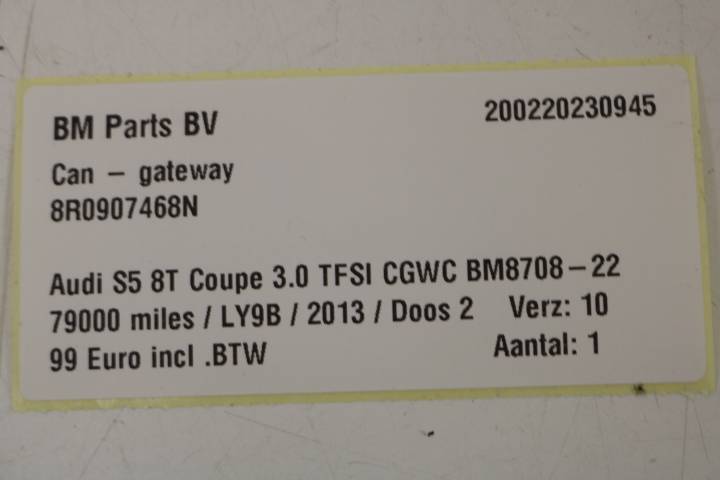 BM Parts BV 200220230945
Can - gateway
8R0907468N
Audi S5 8T Coupe 3.0 TFSI CGWC BM8708-22
79000 miles / LY9B / 2013 / Doos 2 Verz: 10
99 Euro incl .BTW Aantal: 1